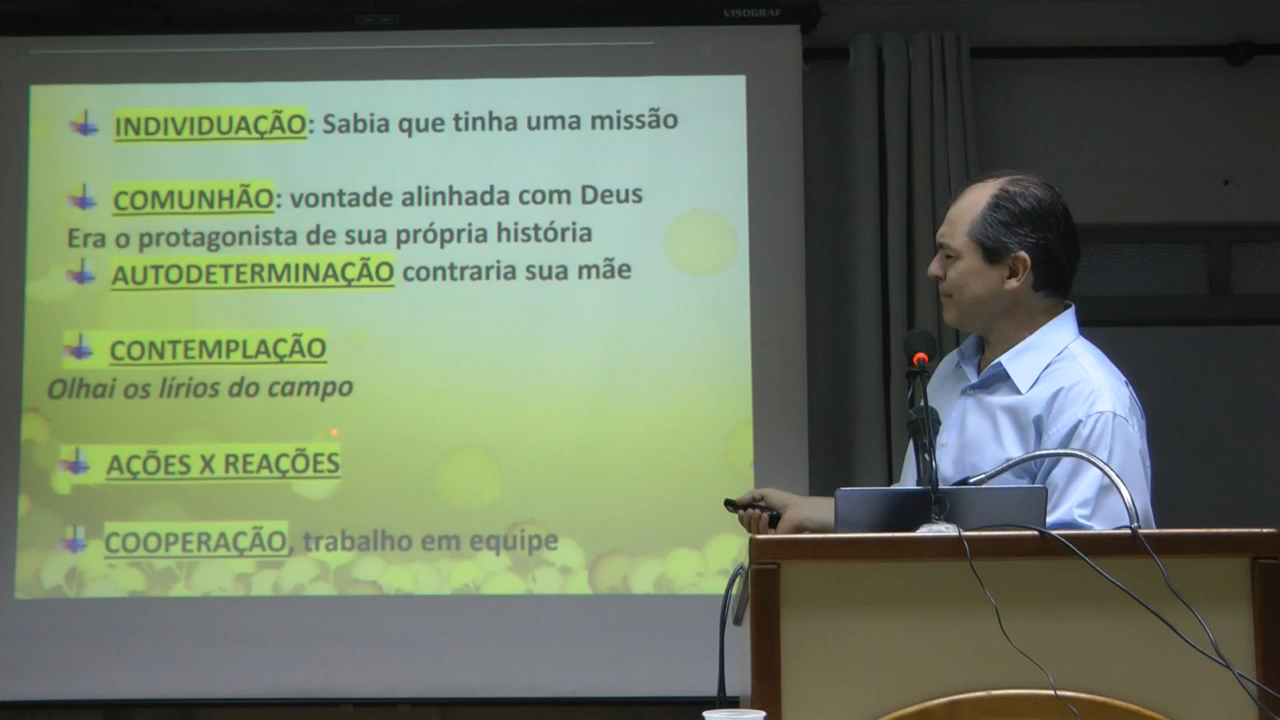 VISOGRAF
INDIVIDUAÇÃO: Sabia que tinha uma missão
COMUNHÃO: vontade alinhada com Deus
Era o protagonista de sua própria história
AUTODETERMINAÇÃO contraria sua mãe
CONTEMPLAÇÃO
Olhai os lírios do campo
AÇÕES X REAÇÕES
COOPERAÇÃO, trabalho em equipe